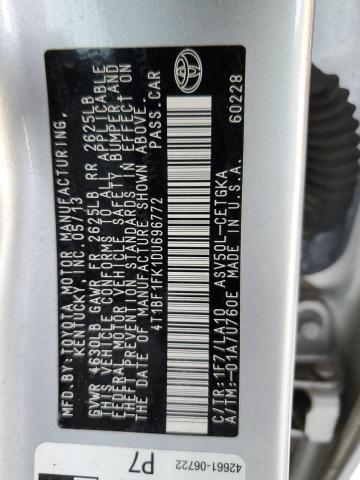 MFD.BY:TOYOTA MOTOR MANUFACTURING,
KENTUCKY, INC. 05/13
GVWR 4630LB GAWR FR 2625LB RR 2625LB
THIS VEHICLE CONFORMS TO ALL APPLICABLE
FEDERAL MOTOR VEHICLE SAFETY BUMPER,AND
THEFT PREVENTION STANDARDS IN EFFECT ON
THE DATE OF MANUFACTURE SHOWN ABOVE.
4T1BF1FK1DU696772 PASS.CAR
TOYOTA
60228
C/TR:1F7/LA10 ASV50L-CETGKA
A/TM:-01A/U760E MADE IN U.S.A.
42661-06722
P7